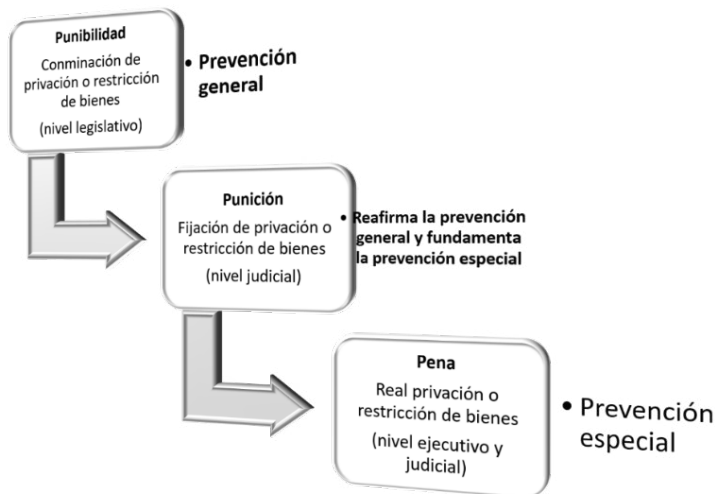 Punibilidad
Conminación de
privación o restricción
de bienes
(nivel legislativo)
• Prevención
general
Punición
Fijación de privación o
restricción de bienes
(nivel judicial)
• Reafirma la prevención
general y fundamenta
la prevención especial
Pena
Real privación o
restricción de bienes
(nivel ejecutivo y
judicial)
• Prevención
especial